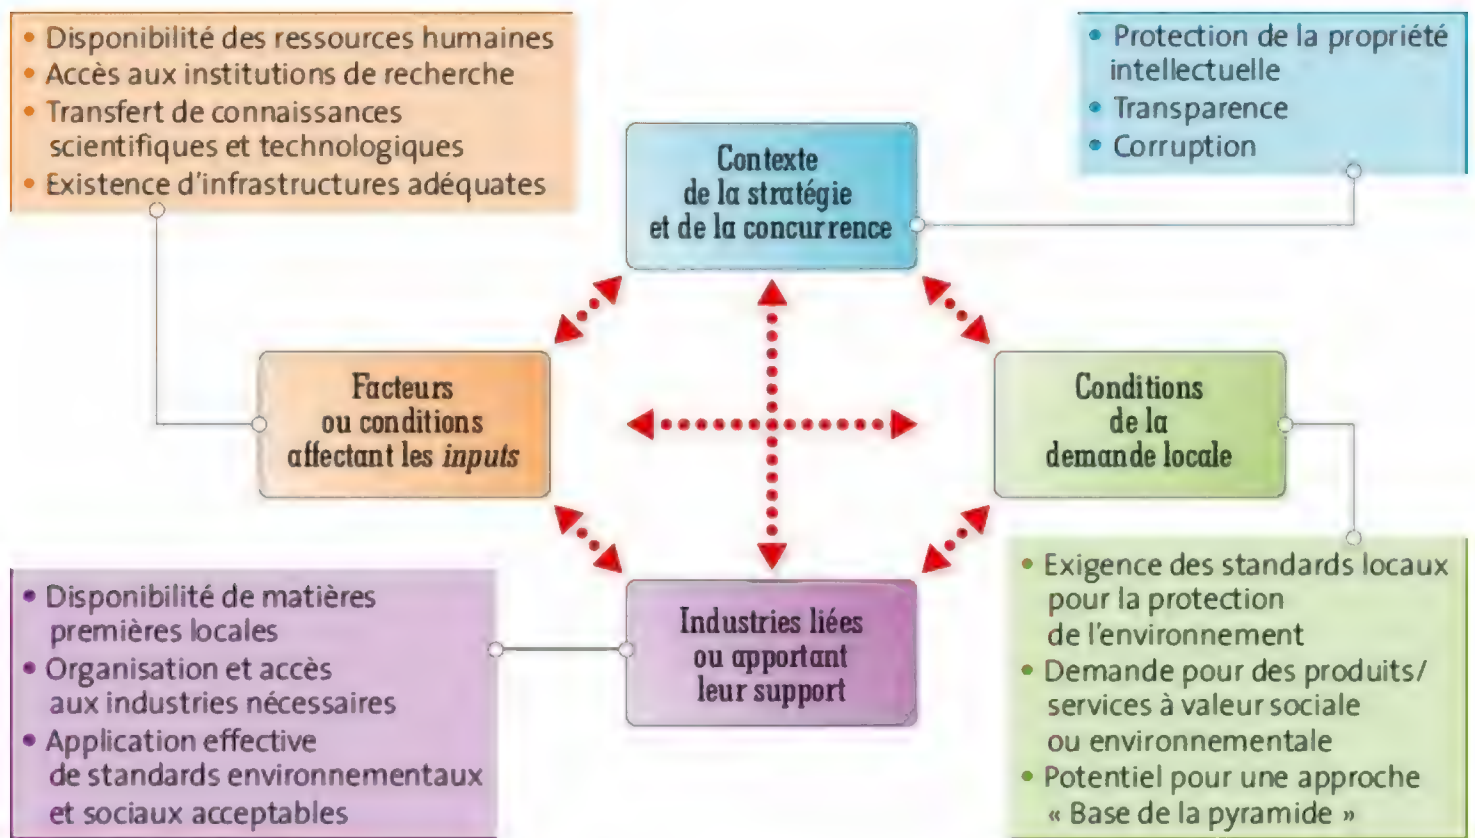 • Disponibilité des ressources humaines
• Accès aux institutions de recherche
• Transfert de connaissances
scientifiques et technologiques
• Existence d'infrastructures adéquates
• Protection de la propriété
intellectuelle
• Transparence
• Corruption
Contexte
de la stratégie
et de la concurrence
Facteurs
ou conditions
affectant les inputs
Conditions
de la
demande locale
Industries liées
ou apportant
leur support
• Disponibilité de matières
premières locales
• Organisation et accès
aux industries nécessaires
• Application effective
de standards environnementaux
et sociaux acceptables
• Exigence des standards locaux
pour la protection
de l'environnement
• Demande pour des produits/
services à valeur sociale
ou environnementale
• Potentiel pour une approche
« Base de la pyramide »